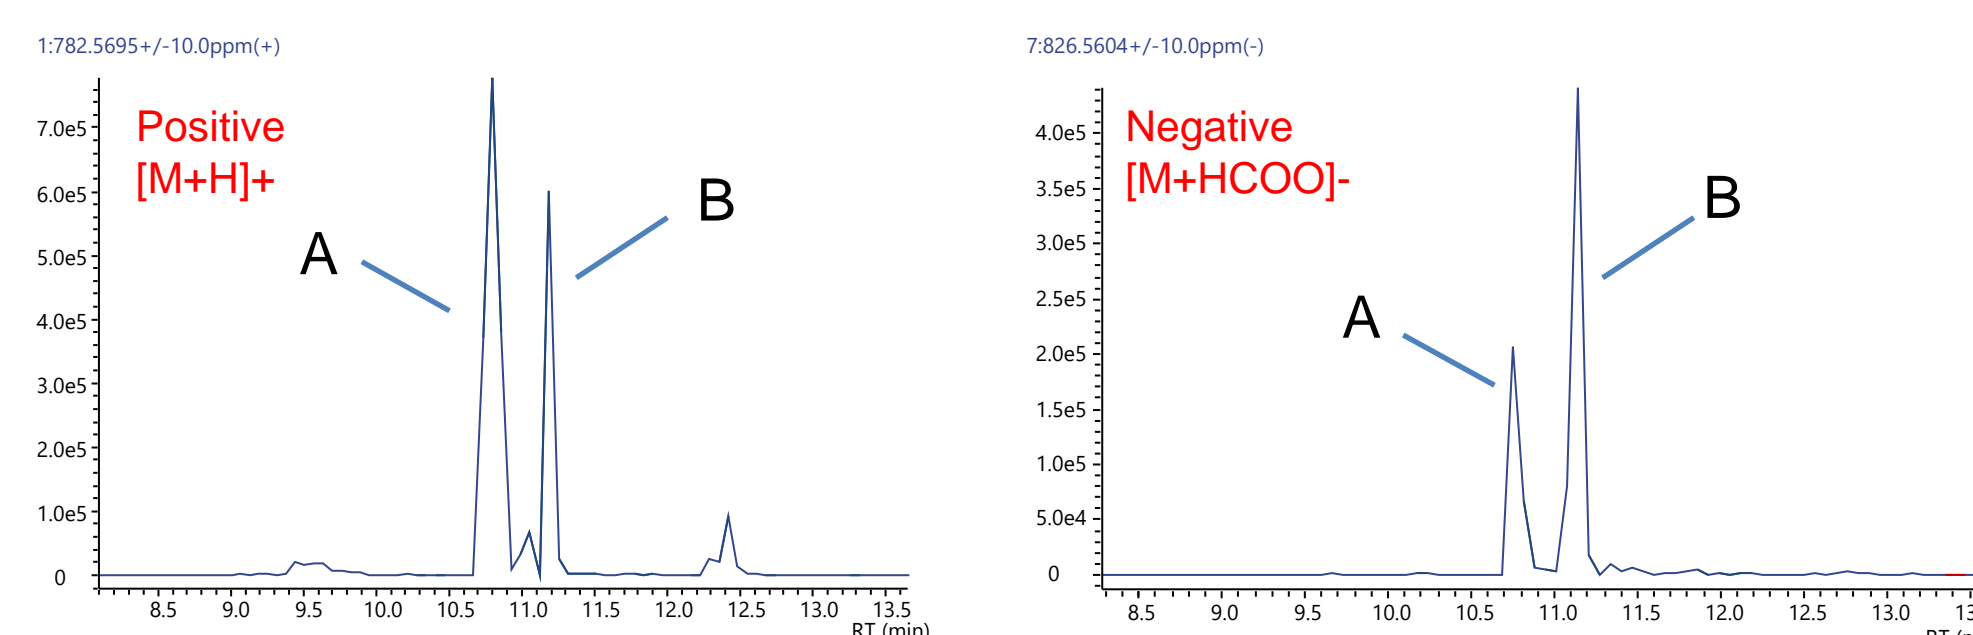 1:782.5695+/-10.0ppm(+)
Positive
[M+H]+
A
B
7.0e5
6.0e5
5.0e5
4.0e5
3.0e5
2.0e5
1.0e5
0
8.5 9.0 9.5 10.0 10.5 11.0 11.5 12.0 12.5 13.0 13.5
RT (min)
7:826.5604+/-10.0ppm(-)
Negative
[M+HCOO]-
B
A
4.0e5
3.5e5
3.0e5
2.5e5
2.0e5
1.5e5
1.0e5
5.0e4
0
8.5 9.0 9.5 10.0 10.5 11.0 11.5 12.0 12.5 13.0